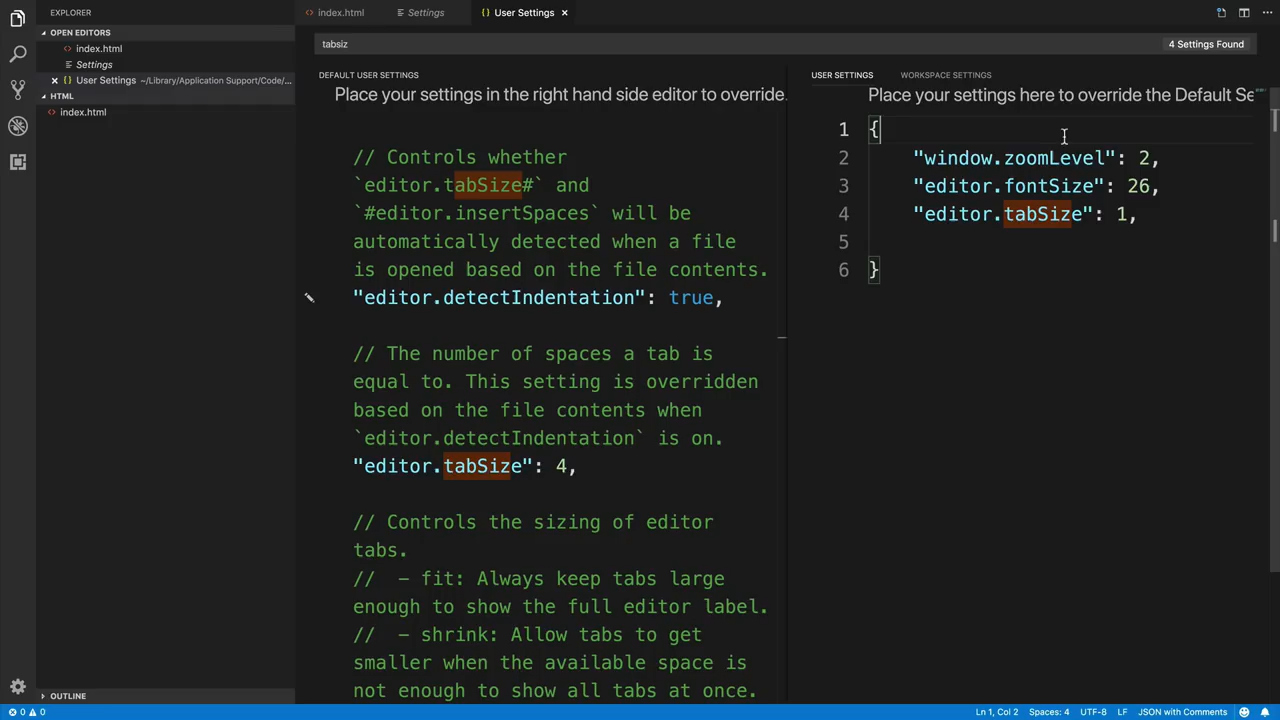 EXPLORER
OPEN EDITORS
index.html
Settings
User Settings ~/Library/Application Support/Code/...
HTML
index.html
OUTLINE
index.html
Settings
{} User Settings ×
tabsiz
4 Settings Found
DEFAULT USER SETTINGS
Place your settings in the right hand side editor to override.
// Controls whether
`editor.tabSize#` and
`#editor.insertSpaces` will be
automatically detected when a file
is opened based on the file contents.
"editor.detectIndentation": true,
// The number of spaces a tab is
equal to. This setting is overridden
based on the file contents when
`editor.detectIndentation` is on.
"editor.tabSize": 4,
// Controls the sizing of editor
tabs.
//  - fit: Always keep tabs large
enough to show the full editor label.
//  - shrink: Allow tabs to get
smaller when the available space is
not enough to show all tabs at once.
USER SETTINGS
WORKSPACE SETTINGS
Place your settings here to override the Default Se
1 {
2 "window.zoomLevel": 2,
3 "editor.fontSize": 26,
4 "editor.tabSize": 1,
5
6 }
0 0
Ln 1, Col 2
Spaces: 4
UTF-8
LF
JSON with Comments